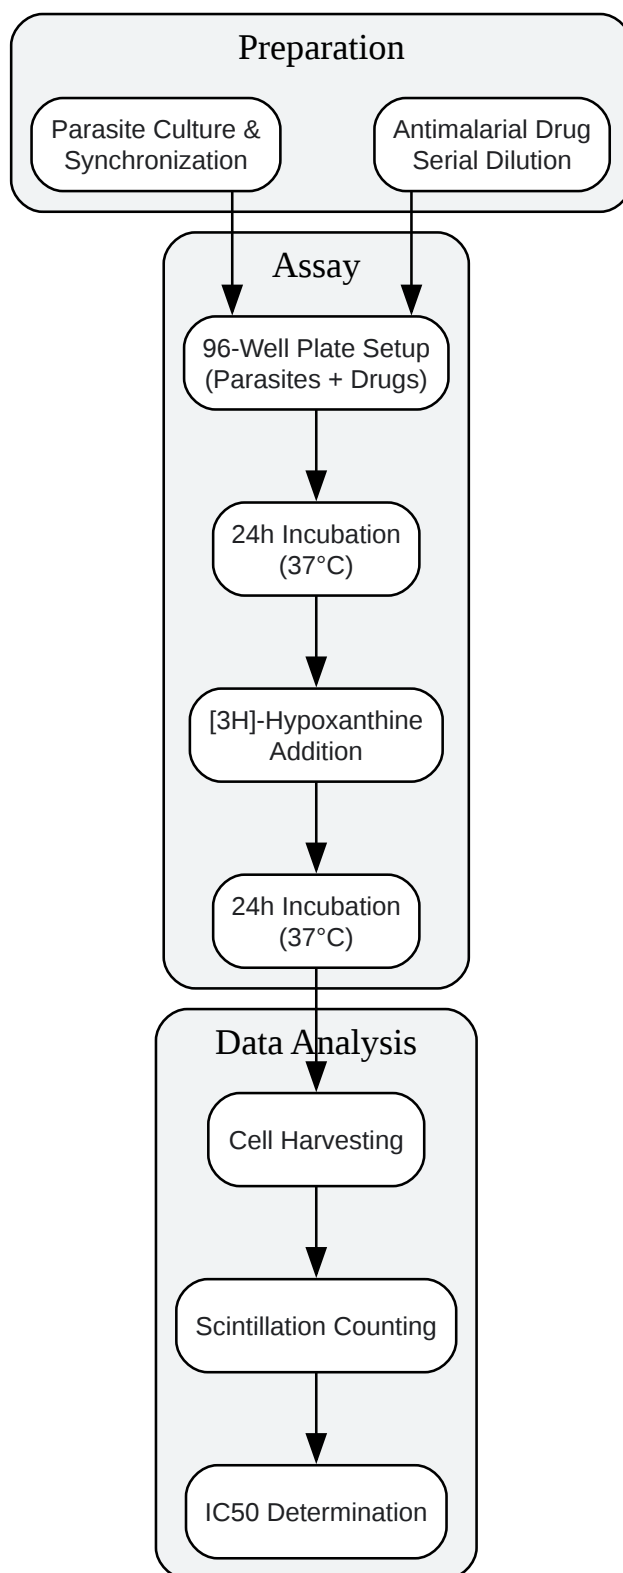 Preparation
Parasite Culture &
Synchronization
Antimalarial Drug
Serial Dilution
Assay
96-Well Plate Setup
(Parasites + Drugs)
24h Incubation
(37°C)
[3H]-Hypoxanthine
Addition
24h Incubation
(37°C)
Data Analysis
Cell Harvesting
Scintillation Counting
IC50 Determination